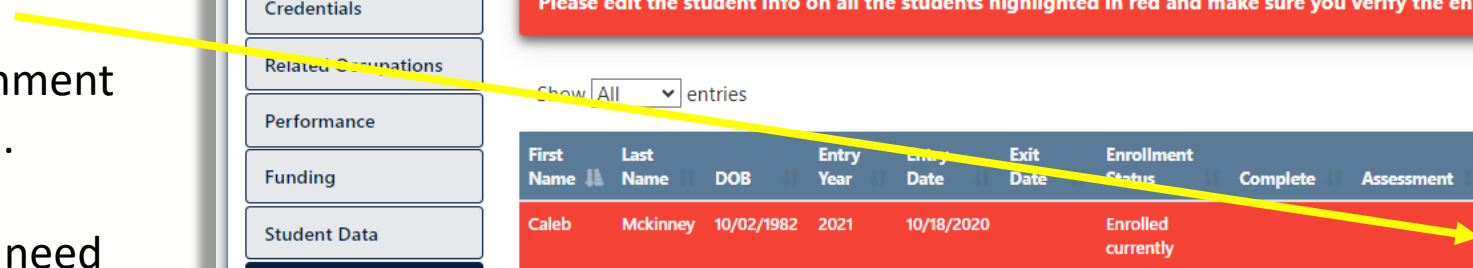 nment
.
need
Credentials
Related Occupations
Performance
Funding
Student Data
Please edit the student info on all the students highlighted in red and make sure you verify the en
Show All entries
First Name Last Name DOB Entry Year Entry Date Exit Date Enrollment Status Complete Assessment
Caleb Mckinney 10/02/1982 2021 10/18/2020 Enrolled currently